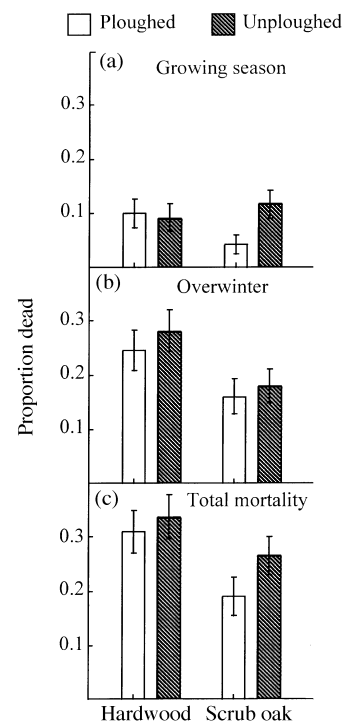 Ploughed Unploughed
(a)
Growing season
0.3
0.2
0.1
(b)
Overwinter
0.3
0.2
0.1
(c)
Total mortality
0.3
0.2
0.1
Proportion dead
Hardwood Scrub oak